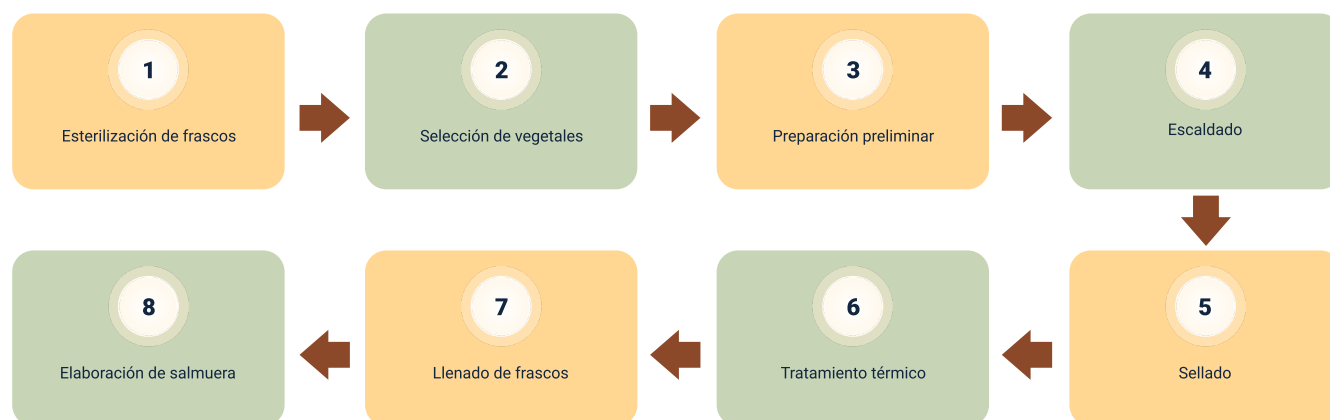 1
Esterilización de frascos
2
Selección de vegetales
3
Preparación preliminar
4
Escaldado
5
Sellado
6
Tratamiento térmico
7
Llenado de frascos
8
Elaboración de salmuera